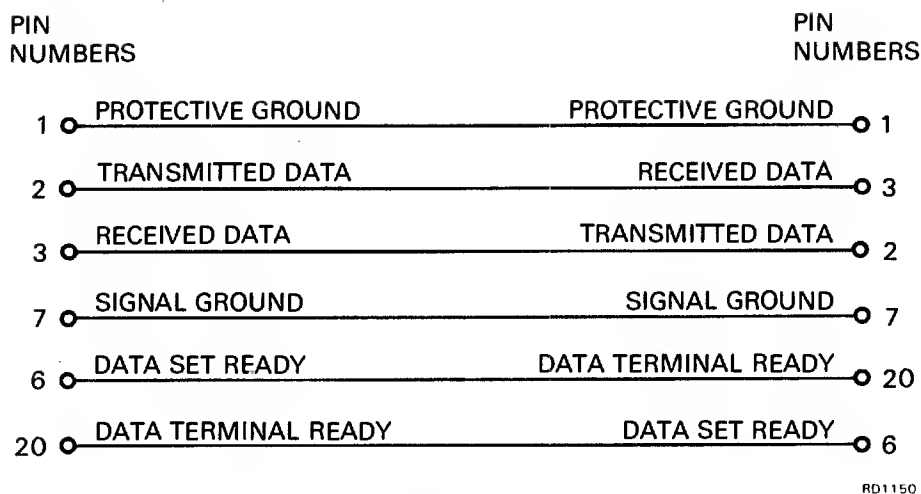 PIN NUMBERS
PIN NUMBERS
1 PROTECTIVE GROUND PROTECTIVE GROUND 1
2 TRANSMITTED DATA RECEIVED DATA 3
3 RECEIVED DATA TRANSMITTED DATA 2
7 SIGNAL GROUND SIGNAL GROUND 7
6 DATA SET READY DATA TERMINAL READY 20
20 DATA TERMINAL READY DATA SET READY 6
RD1150